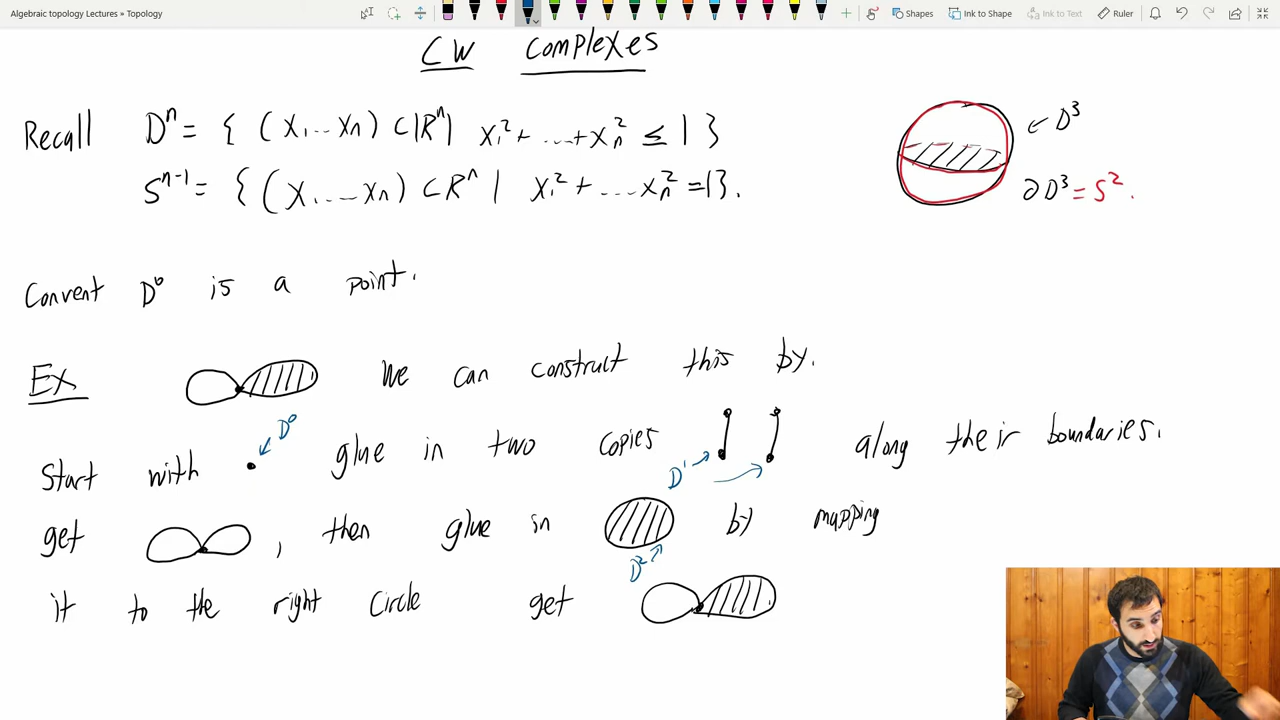 Algebraic topology Lectures » Topology
Shapes
Ink to Shape
Ink to Text
Ruler
CW Complexes
Recall Dⁿ = { (x₁...xₙ) ⊂ ℝⁿ | x₁² + ... + xₙ² ≤ 1 }
← D³
Sⁿ⁻¹ = { (x₁...xₙ) ⊂ ℝⁿ | x₁² + ... xₙ² = 1 }.
∂D³ = S².
Convent D⁰ is a point.
Ex We can construct this by.
D⁰
Start with glue in two copies along their boundaries.
D¹
get , then glue in by mapping
D²
it to the right Circle get